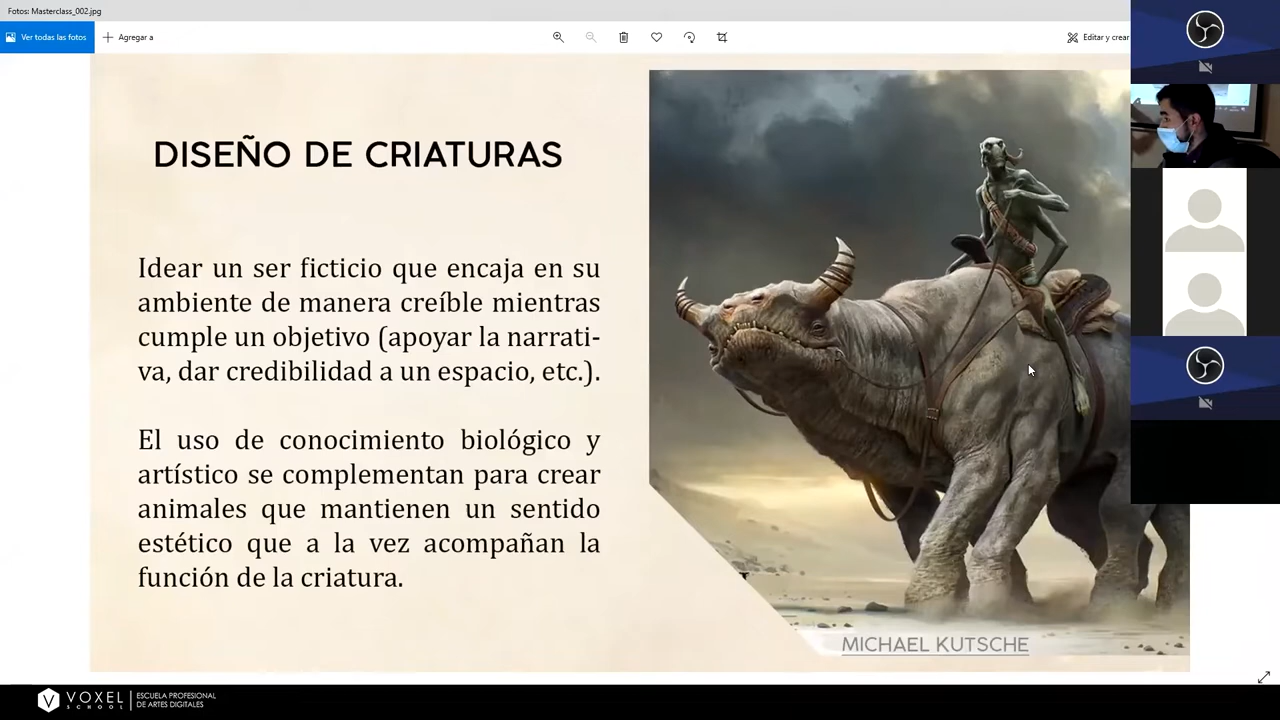 Fotos: Masterclass_002.jpg
Ver todas las fotos
Agregar a
Editar y crear
DISEÑO DE CRIATURAS
Idear un ser ficticio que encaja en su
ambiente de manera creíble mientras
cumple un objetivo (apoyar la narrati-
va, dar credibilidad a un espacio, etc.).
El uso de conocimiento biológico y
artístico se complementan para crear
animales que mantienen un sentido
estético que a la vez acompañan la
función de la criatura.
MICHAEL KUTSCHE
VOXEL
SCHOOL
ESCUELA PROFESIONAL
DE ARTES DIGITALES